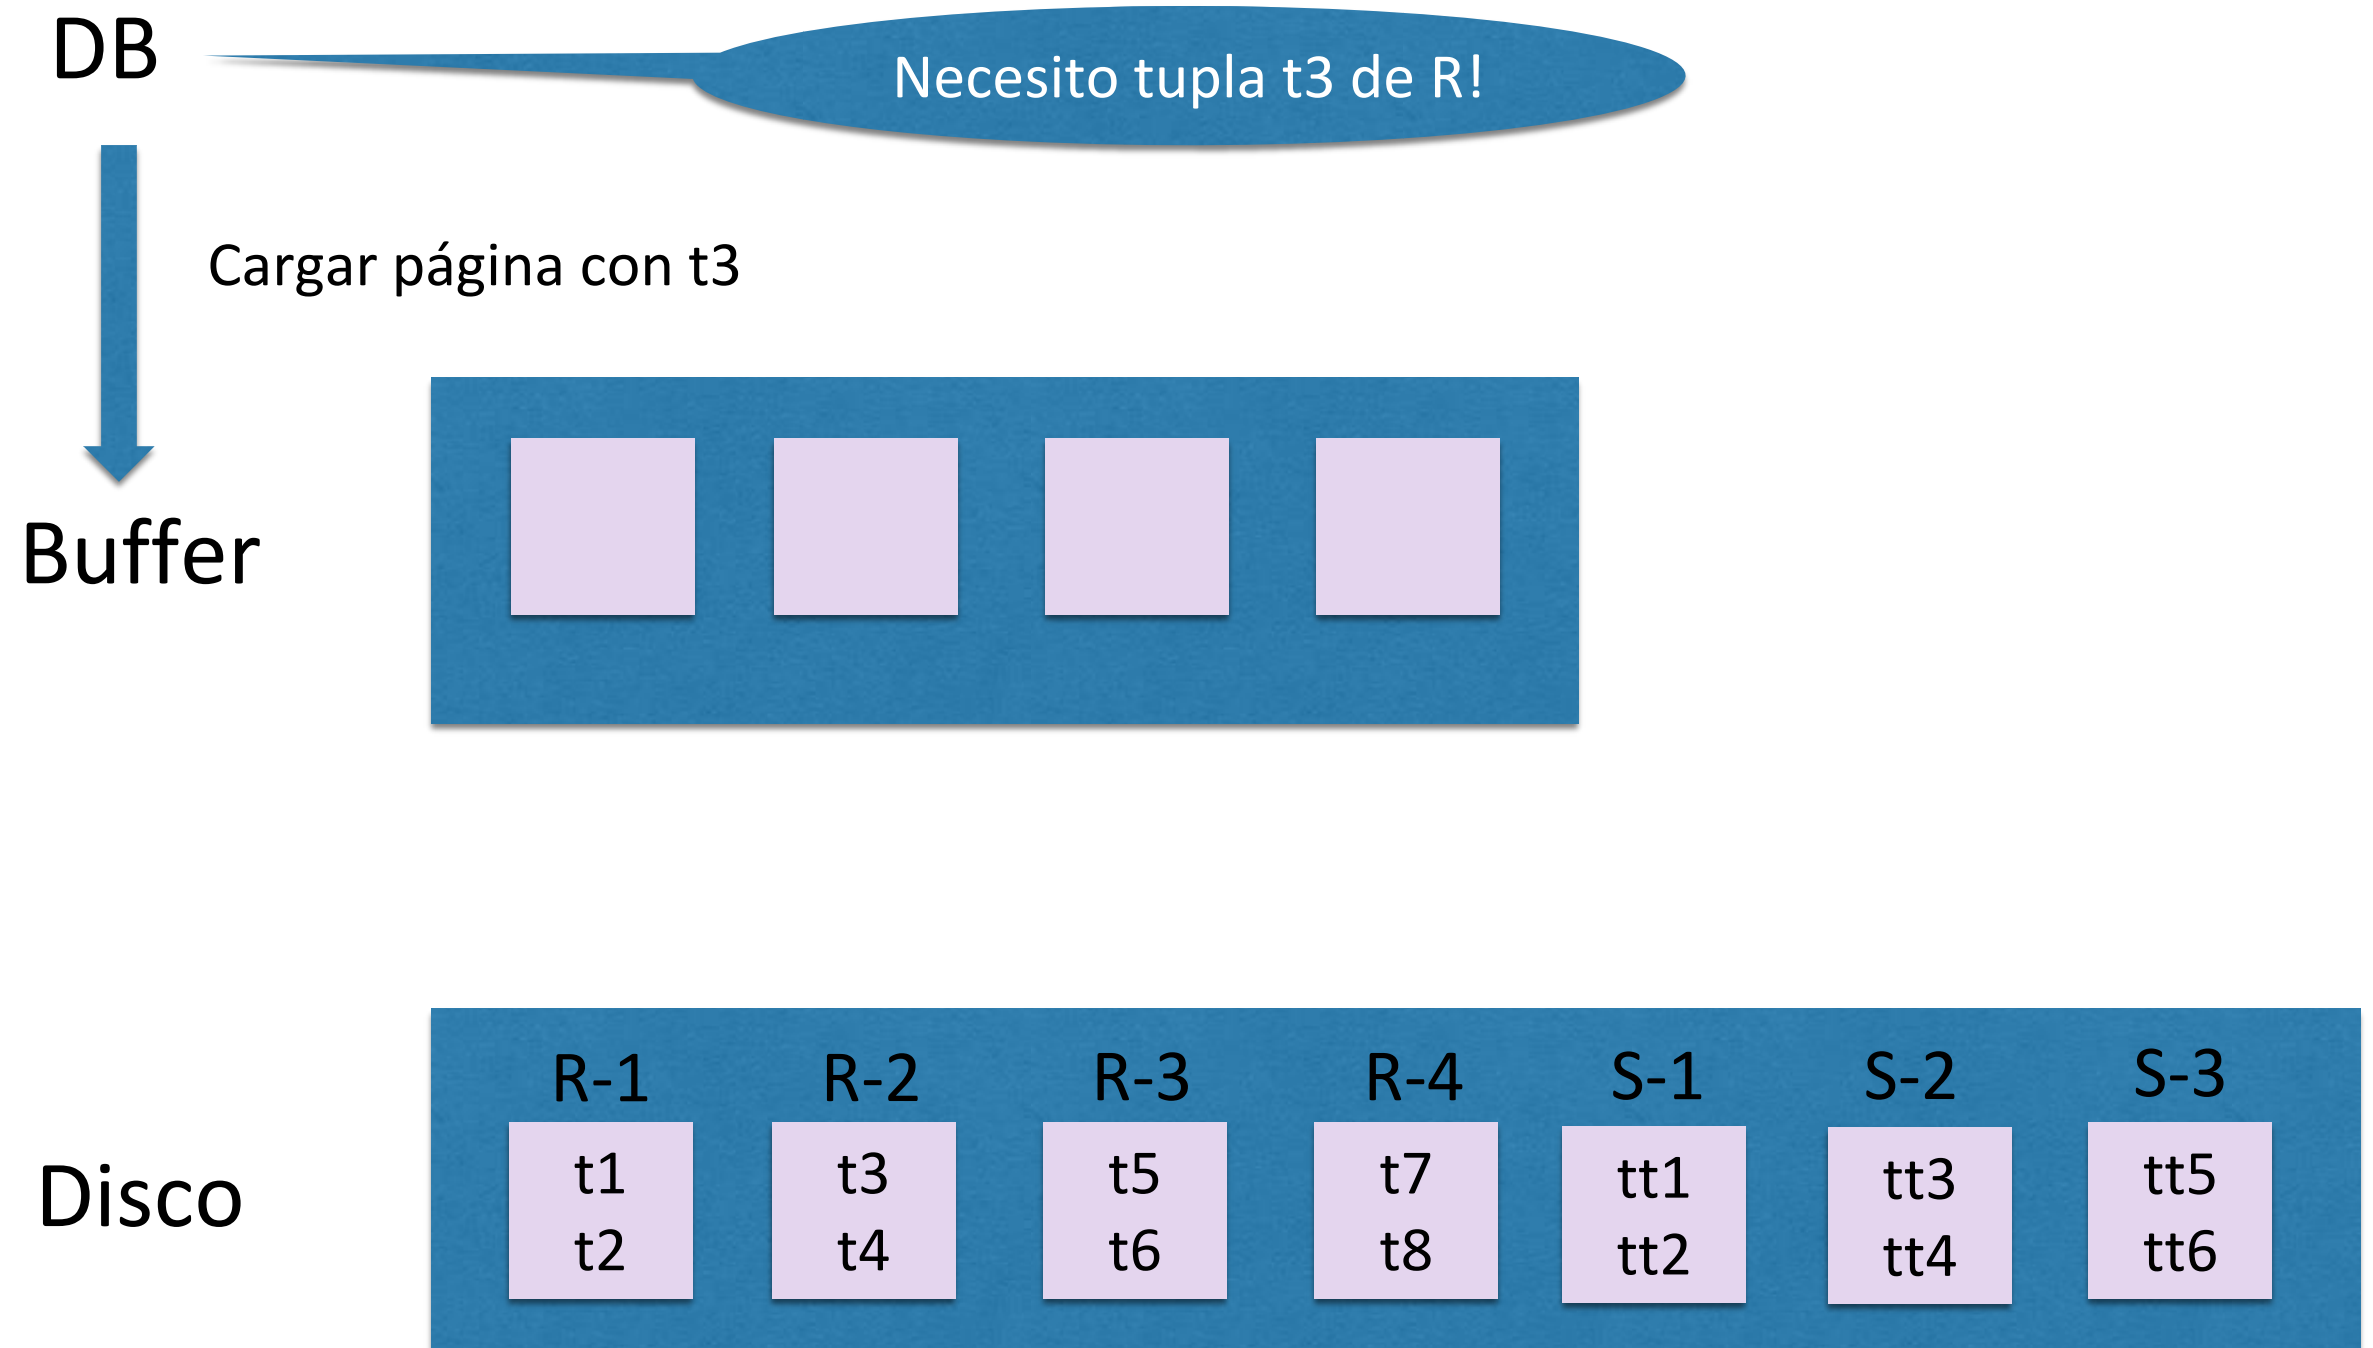 DB
Necesito tupla t3 de R!
Cargar página con t3
Buffer
Disco
R-1
t1
t2
R-2
t3
t4
R-3
t5
t6
R-4
t7
t8
S-1
tt1
tt2
S-2
tt3
tt4
S-3
tt5
tt6